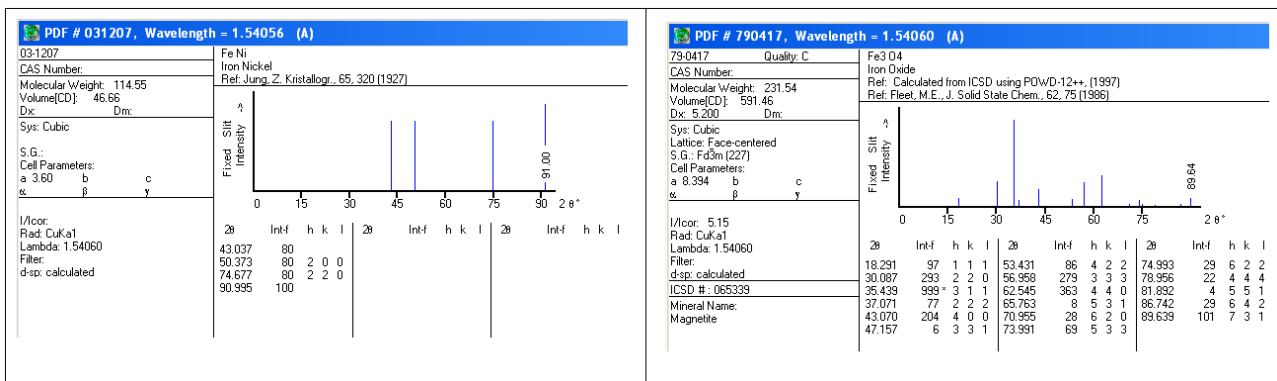 PDF # 031207, Wavelength = 1.54056 (A)
03-1207
CAS Number:
Molecular Weight: 114.55
Volume[CD]: 46.66
Dx: Dm:
Sys: Cubic
S.G.:
Cell Parameters:
a 3.60 b c
α β γ
I/Icor:
Rad: CuKa1
Lambda: 1.54060
Filter:
d-sp: calculated
Fe Ni
Iron Nickel
Ref: Jung, Z. Kristallogr., 65, 320 (1927)
Fixed Slit Intensity ->
91.00
0 15 30 45 60 75 90 2θ°
2θ Int-f h k l 2θ Int-f h k l 2θ Int-f h k l
43.037 80
50.373 80 2 0 0
74.677 80 2 2 0
90.995 100
PDF # 790417, Wavelength = 1.54060 (A)
79-0417 Quality: C
CAS Number:
Molecular Weight: 231.54
Volume[CD]: 591.46
Dx: 5.200 Dm:
Sys: Cubic
Lattice: Face-centered
S.G.: Fd3̄m (227)
Cell Parameters:
a 8.394 b c
α β γ
I/Icor: 5.15
Rad: CuKa1
Lambda: 1.54060
Filter:
d-sp: calculated
ICSD # : 065339
Mineral Name:
Magnetite
Fe3 O4
Iron Oxide
Ref: Calculated from ICSD using POWD-12++, (1997)
Ref: Fleet, M.E., J. Solid State Chem., 62, 75 (1986)
Fixed Slit Intensity ->
89.64
0 15 30 45 60 75 2θ°
2θ Int-f h k l 2θ Int-f h k l 2θ Int-f h k l
18.291 97 1 1 1 53.431 86 4 2 2 74.993 29 6 2 2
30.087 293 2 2 0 56.958 279 3 3 3 78.956 22 4 4 4
35.439 999* 3 1 1 62.545 363 4 4 0 81.892 4 5 5 1
37.071 77 2 2 2 65.763 8 5 3 1 86.742 29 6 4 2
43.070 204 4 0 0 70.955 28 6 2 0 89.639 101 7 3 1
47.157 6 3 3 1 73.991 69 5 3 3